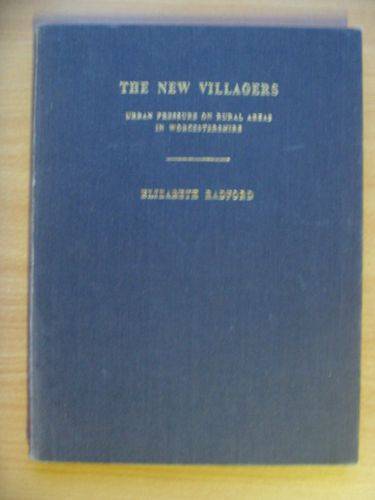 THE NEW VILLAGERS
URBAN PRESSURE ON RURAL AREAS
IN WORCESTERSHIRE
ELIZABETH RADFORD